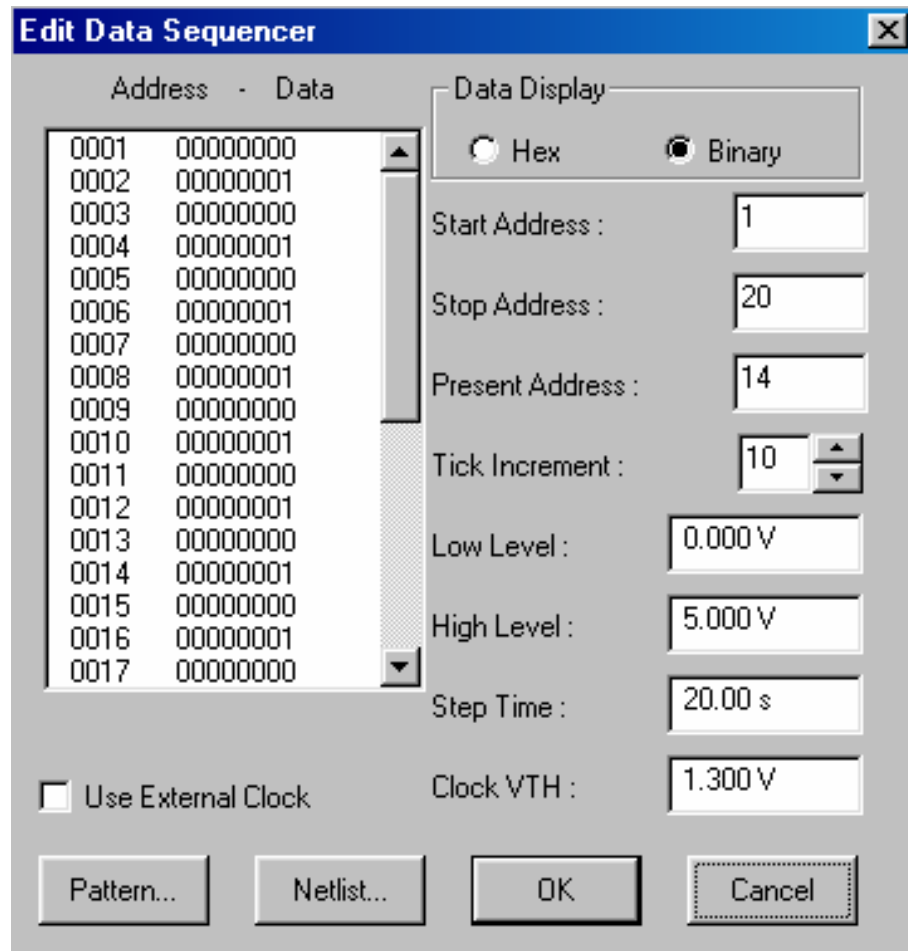 Edit Data Sequencer
Address - Data
0001 00000000
0002 00000001
0003 00000000
0004 00000001
0005 00000000
0006 00000001
0007 00000000
0008 00000001
0009 00000000
0010 00000001
0011 00000000
0012 00000001
0013 00000000
0014 00000001
0015 00000000
0016 00000001
0017 00000000
Data Display
Hex Binary
Start Address : 1
Stop Address : 20
Present Address : 14
Tick Increment : 10
Low Level : 0.000 V
High Level : 5.000 V
Step Time : 20.00 s
Clock VTH : 1.300 V
Use External Clock
Pattern... Netlist... OK Cancel